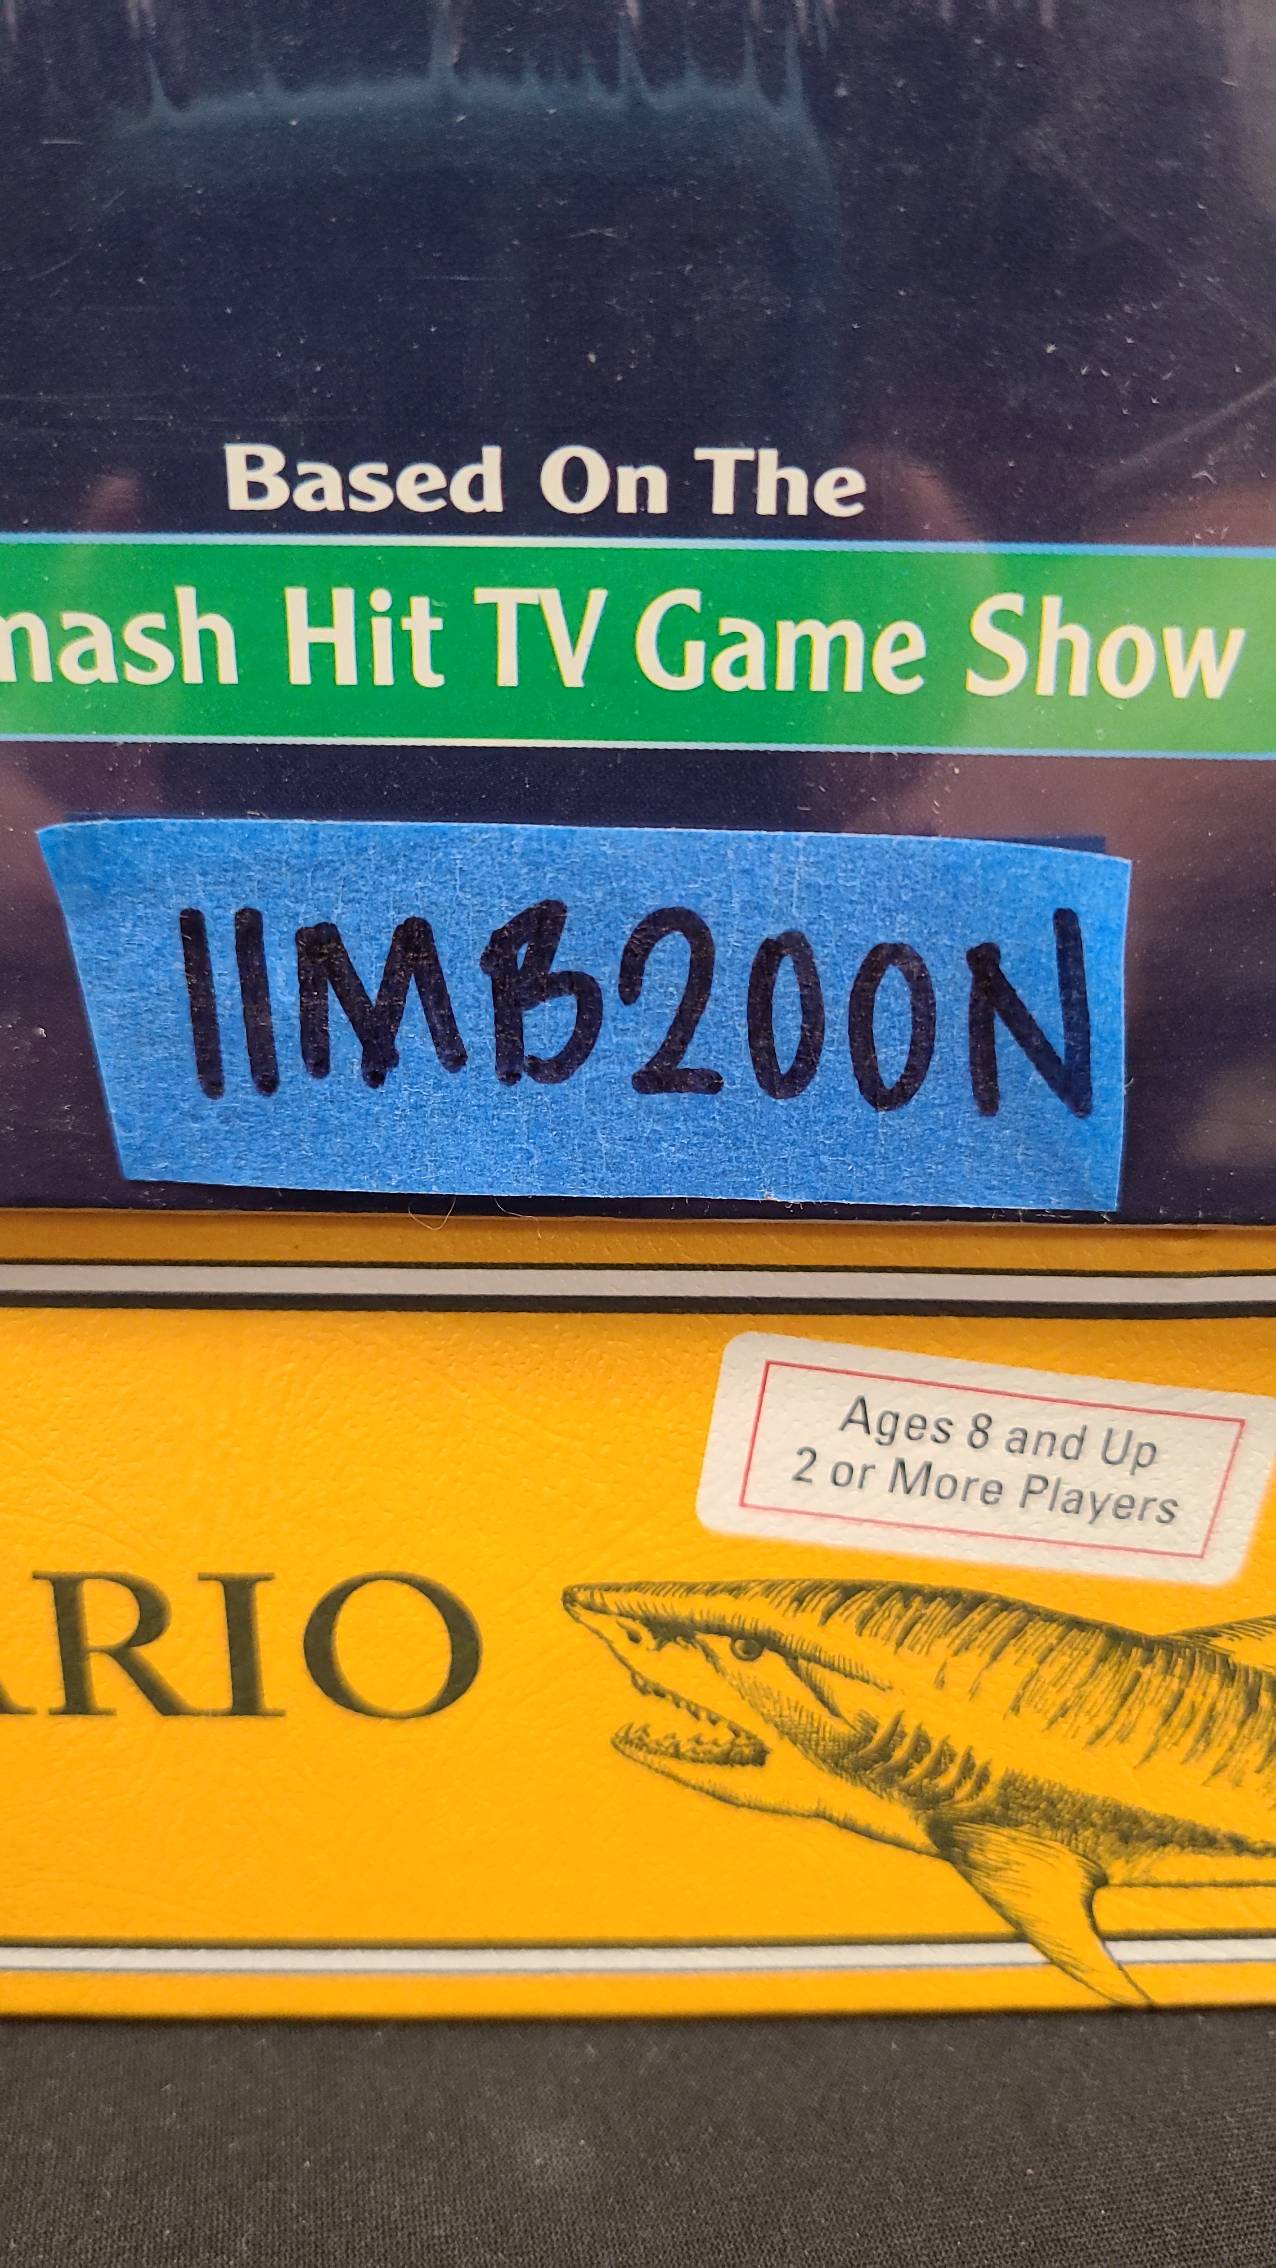 Based On The
mash Hit TV Game Show
11MB200N
Ages 8 and Up
2 or More Players
ARIO